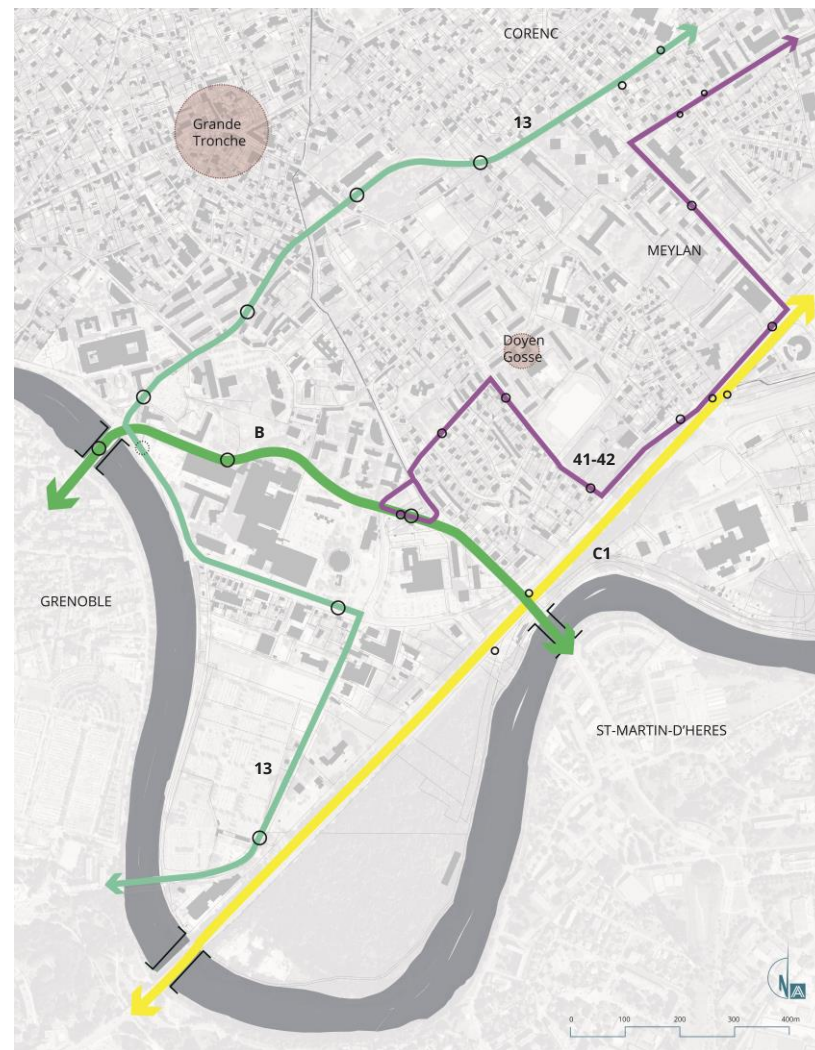 CORENC
Grande
Tronche
13
MEYLAN
Doyen
Gosse
B
41-42
C1
GRENOBLE
ST-MARTIN-D'HERES
13
N
0 100 200 300 400m